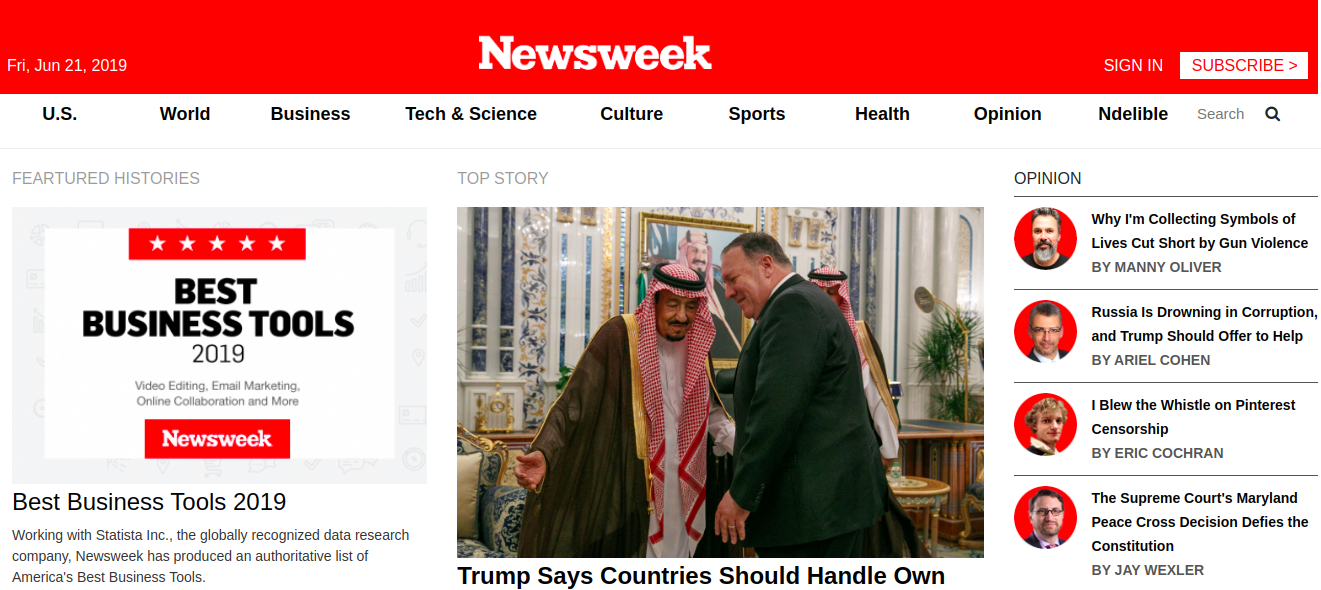 Newsweek
Fri, Jun 21, 2019
SIGN IN
SUBSCRIBE >
U.S.
World
Business
Tech & Science
Culture
Sports
Health
Opinion
Ndelible
Search
FEARTURED HISTORIES
BEST
BUSINESS TOOLS
2019
Video Editing, Email Marketing,
Online Collaboration and More
Newsweek
Best Business Tools 2019
Working with Statista Inc., the globally recognized data research
company, Newsweek has produced an authoritative list of
America's Best Business Tools.
TOP STORY
Trump Says Countries Should Handle Own
OPINION
Why I'm Collecting Symbols of
Lives Cut Short by Gun Violence
BY MANNY OLIVER
Russia Is Drowning in Corruption,
and Trump Should Offer to Help
BY ARIEL COHEN
I Blew the Whistle on Pinterest
Censorship
BY ERIC COCHRAN
The Supreme Court's Maryland
Peace Cross Decision Defies the
Constitution
BY JAY WEXLER